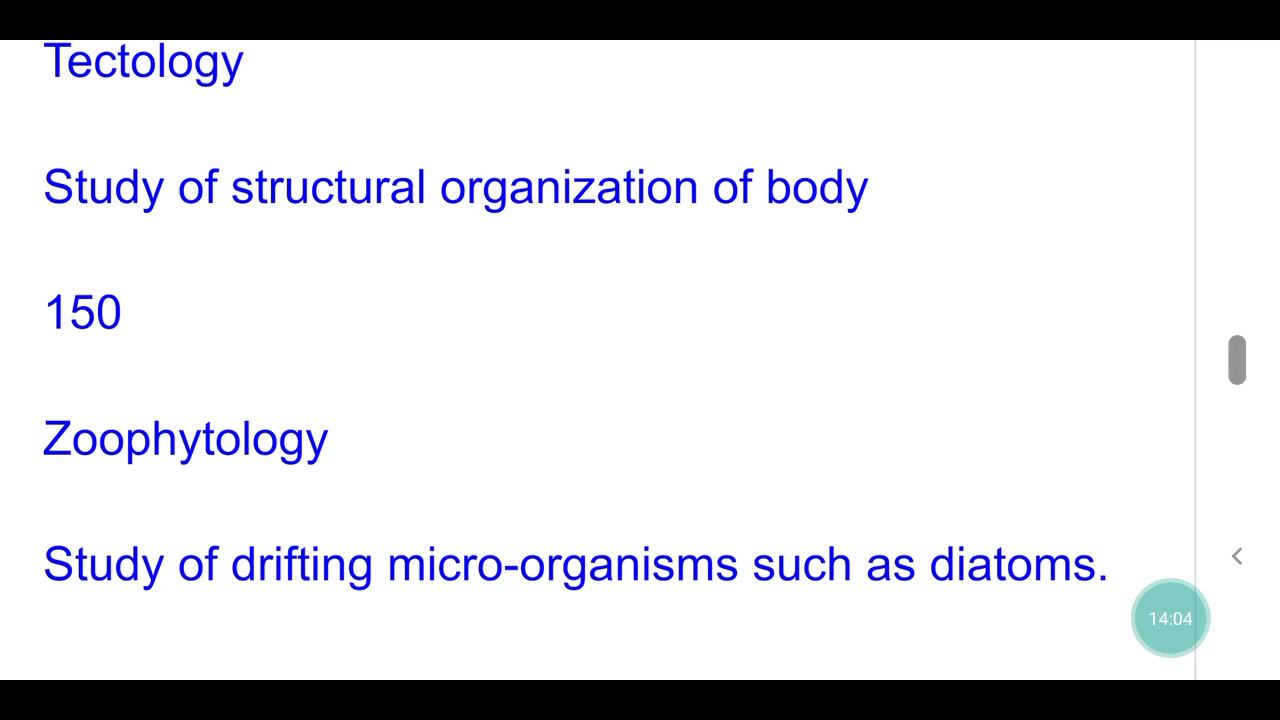 Tectology
Study of structural organization of body
150
Zoophytology
Study of drifting micro-organisms such as diatoms.
14:04